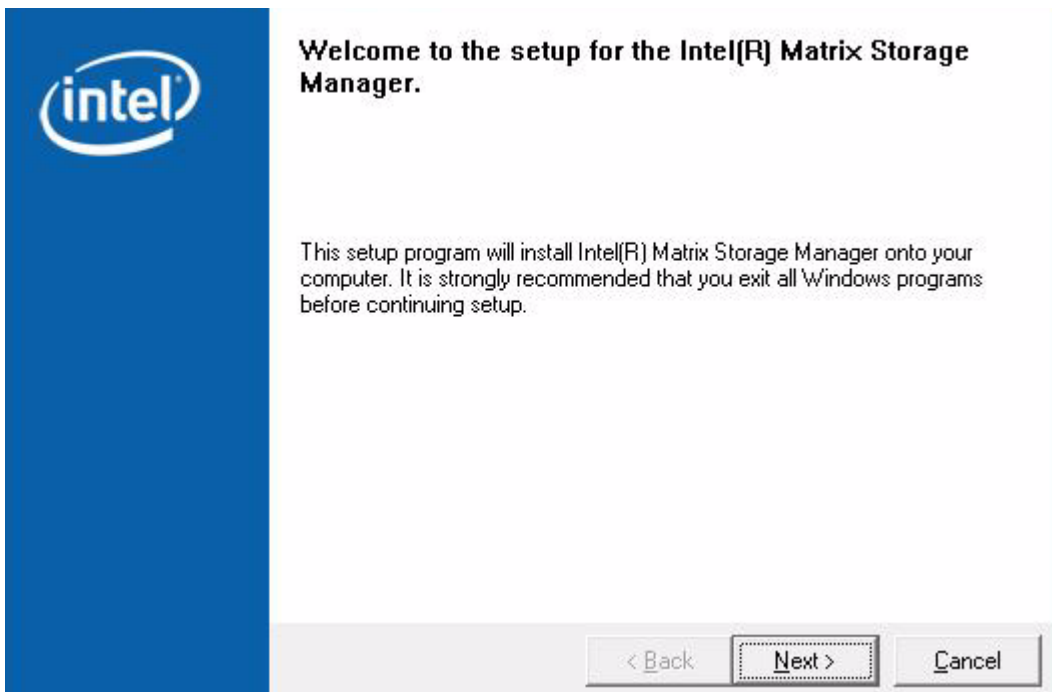 intel
Welcome to the setup for the Intel(R) Matrix Storage
Manager.
This setup program will install Intel(R) Matrix Storage Manager onto your
computer. It is strongly recommended that you exit all Windows programs
before continuing setup.
< Back
Next >
Cancel